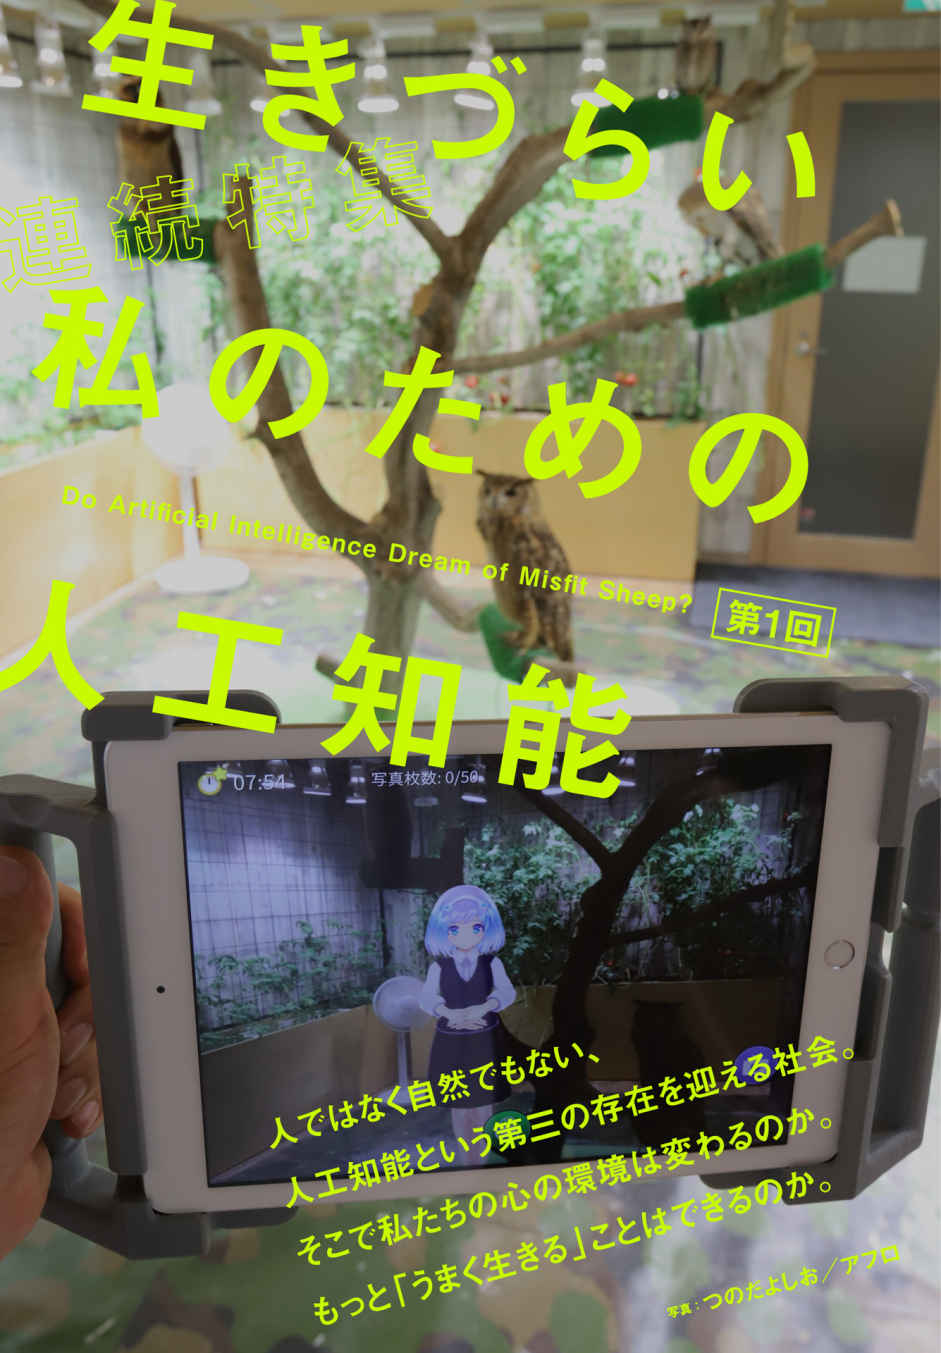 生きづらい
連続特集
私のための
Do Artificial Intelligence Dream of Misfit Sheep?
第1回
人工知能
07:54
写真枚数: 0/50
人ではなく自然でもない、
人工知能という第三の存在を迎える社会。
そこで私たちの心の環境は変わるのか。
もっと「うまく生きる」ことはできるのか。
写真：つのだよしお／アフロ